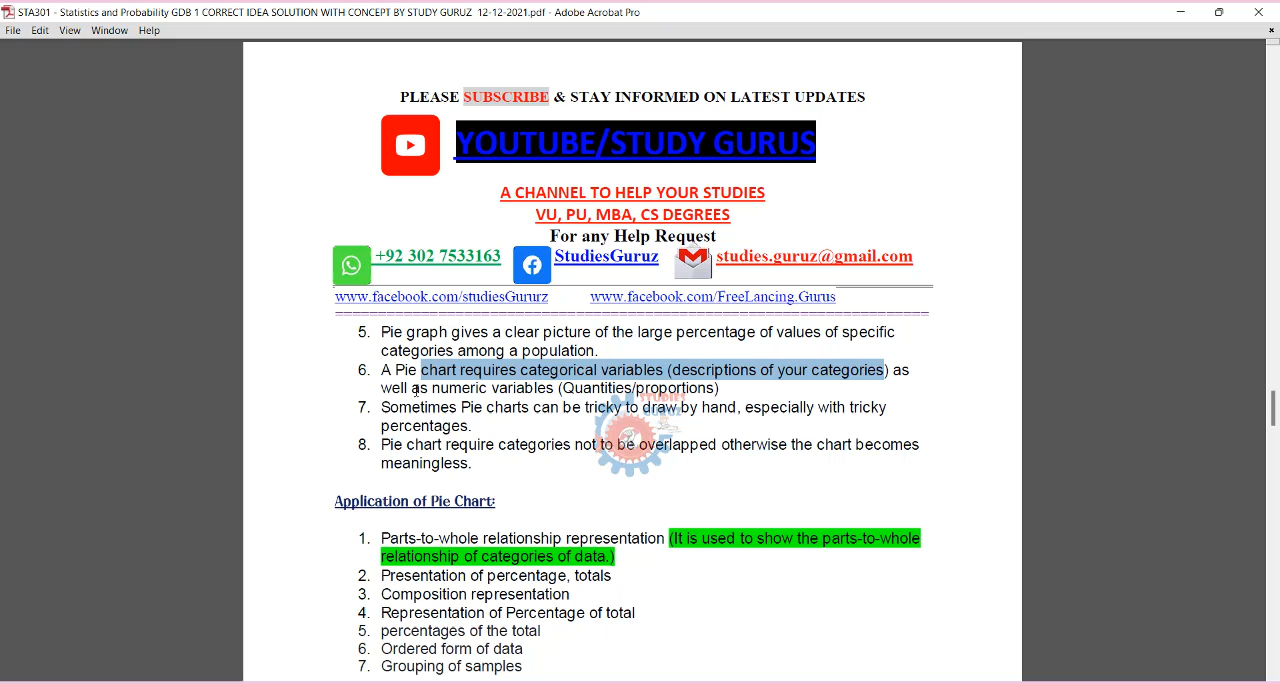 STA301 - Statistics and Probability GDB 1 CORRECT IDEA SOLUTION WITH CONCEPT BY STUDY GURUZ 12-12-2021.pdf - Adobe Acrobat Pro
File Edit View Window Help
PLEASE SUBSCRIBE & STAY INFORMED ON LATEST UPDATES
YOUTUBE/STUDY GURUS
A CHANNEL TO HELP YOUR STUDIES
VU, PU, MBA, CS DEGREES
For any Help Request
+92 302 7533163 StudiesGuruz studies.guruz@gmail.com
www.facebook.com/studiesGururz www.facebook.com/FreeLancing.Gurus
5. Pie graph gives a clear picture of the large percentage of values of specific
categories among a population.
6. A Pie chart requires categorical variables (descriptions of your categories) as
well as numeric variables (Quantities/proportions)
7. Sometimes Pie charts can be tricky to draw by hand, especially with tricky
percentages.
8. Pie chart require categories not to be overlapped otherwise the chart becomes
meaningless.
STUDIES
GURUZ
Application of Pie Chart:
1. Parts-to-whole relationship representation (It is used to show the parts-to-whole
relationship of categories of data.)
2. Presentation of percentage, totals
3. Composition representation
4. Representation of Percentage of total
5. percentages of the total
6. Ordered form of data
7. Grouping of samples